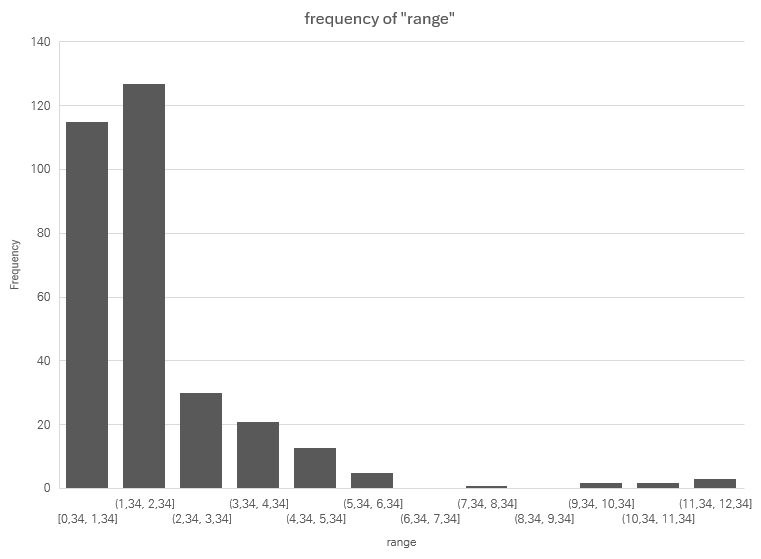 frequency of "range"
140
120
100
80
60
40
20
0
Frequency
(1,34, 2,34] (3,34, 4,34] (5,34, 6,34] (7,34, 8,34] (9,34, 10,34] (11,34, 12,34]
[0,34, 1,34] (2,34, 3,34] (4,34, 5,34] (6,34, 7,34] (8,34, 9,34] (10,34, 11,34]
range